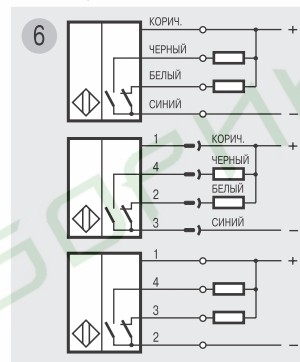 6
КОРИЧ. +
ЧЕРНЫЙ
БЕЛЫЙ
СИНИЙ −
1 КОРИЧ. +
4 ЧЕРНЫЙ
2 БЕЛЫЙ
3 СИНИЙ −
1 +
4
3
2 −